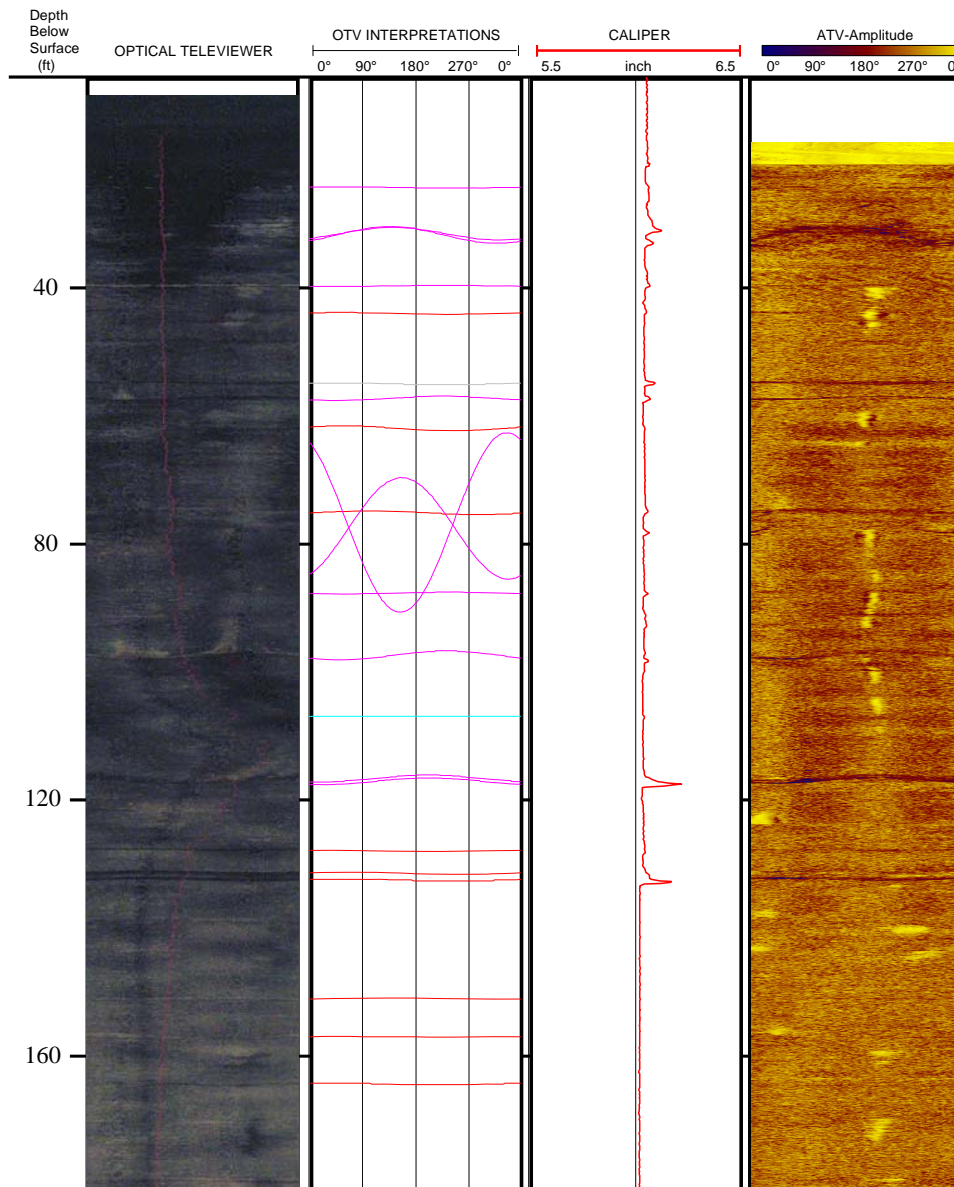 Depth
Below
Surface
(ft)
OPTICAL TELEVIEWER
OTV INTERPRETATIONS
0° 90° 180° 270° 0°
CALIPER
5.5 inch 6.5
ATV-Amplitude
0° 90° 180° 270° 0
40
80
120
160